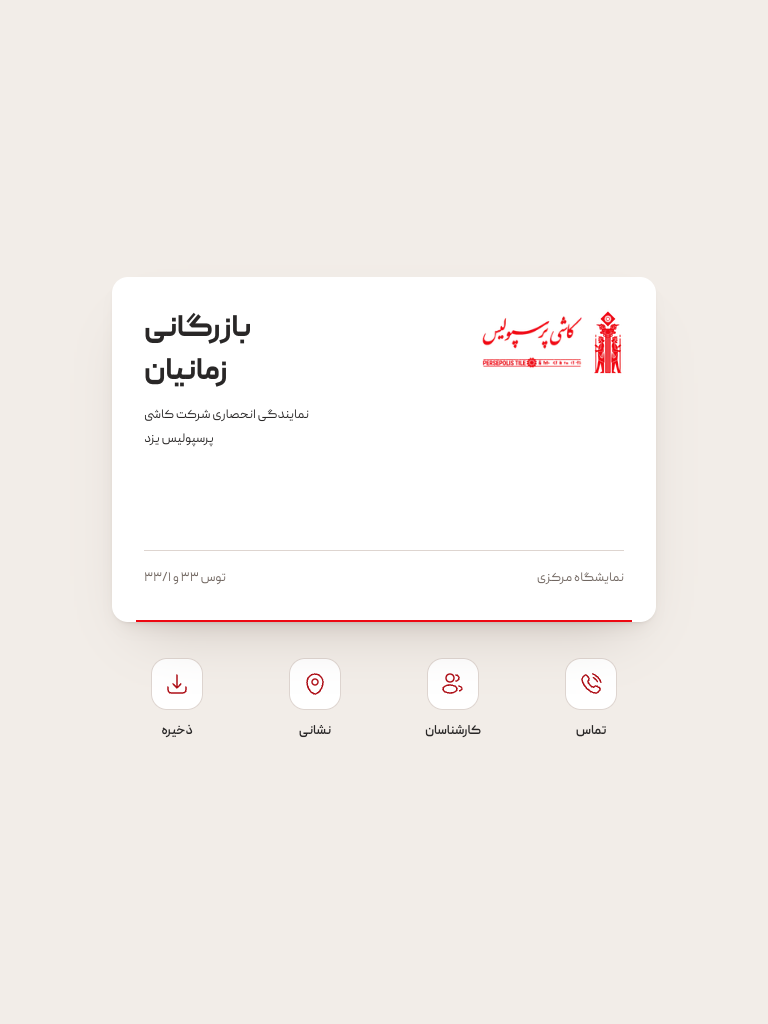 کاشی پرسپولیس
PERSEPOLIS TILE
بازرگانی
زمانیان
نمایندگی انحصاری شرکت کاشی
پرسپولیس یزد
نمایشگاه مرکزی
توس ۳۳ و ۳۳/۱
تماس
کارشناسان
نشانی
ذخیره